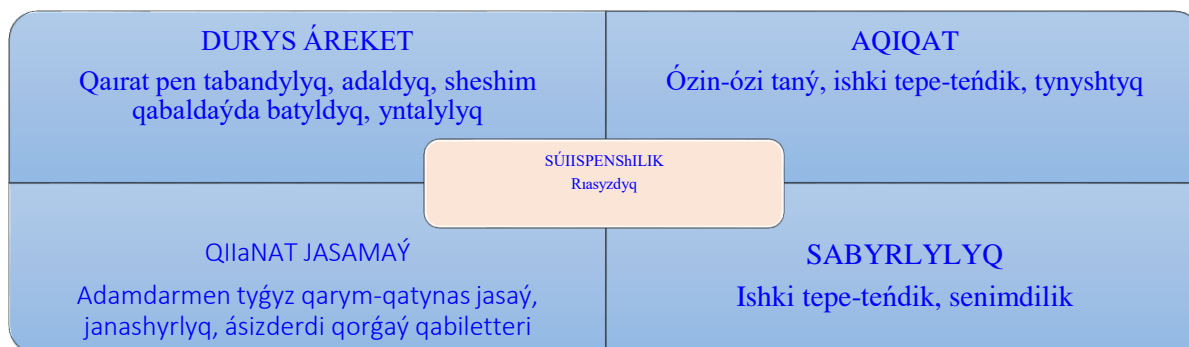 DURYS ÁREKET
Qaırat pen tabandylyq, adaldyq, sheshim
qabaldaýda batyldyq, yntalylyq
AQIQAT
Ózin-ózi taný, ishki tepe-teńdik, tynyshtyq
SÚIISPENShILIK
Rıasyzdyq
QIIaNAT JASAMAÝ
Adamdarmen tyǵyz qarym-qatynas jasaý,
janashyrlyq, ásizderdi qorǵaý qabiletteri
SABYRLYLYQ
Ishki tepe-teńdik, senimdilik